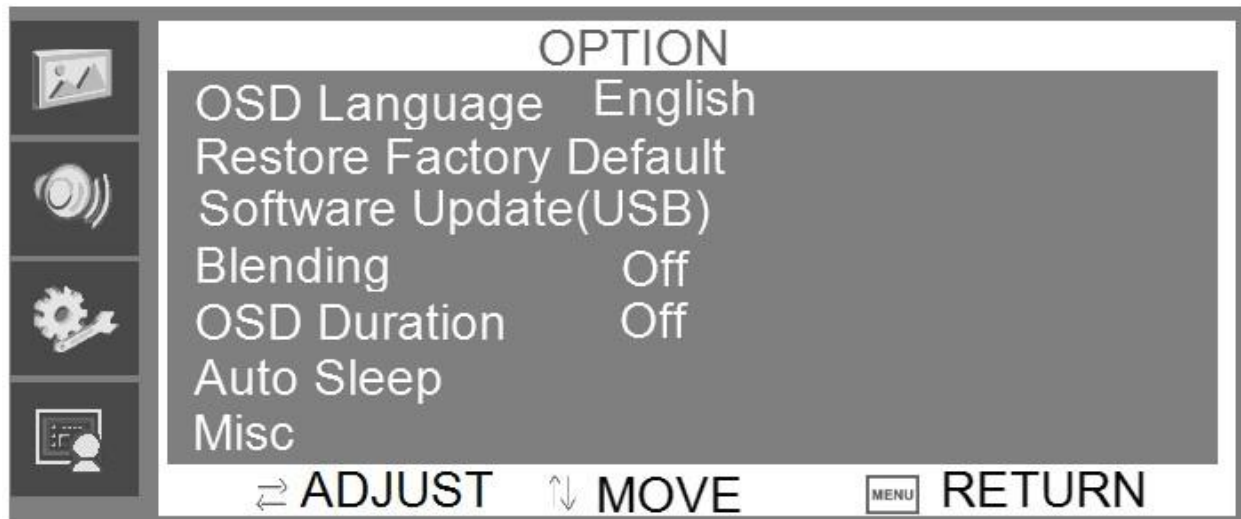 OPTION
OSD Language English
Restore Factory Default
Software Update(USB)
Blending Off
OSD Duration Off
Auto Sleep
Misc
ADJUST MOVE MENU RETURN